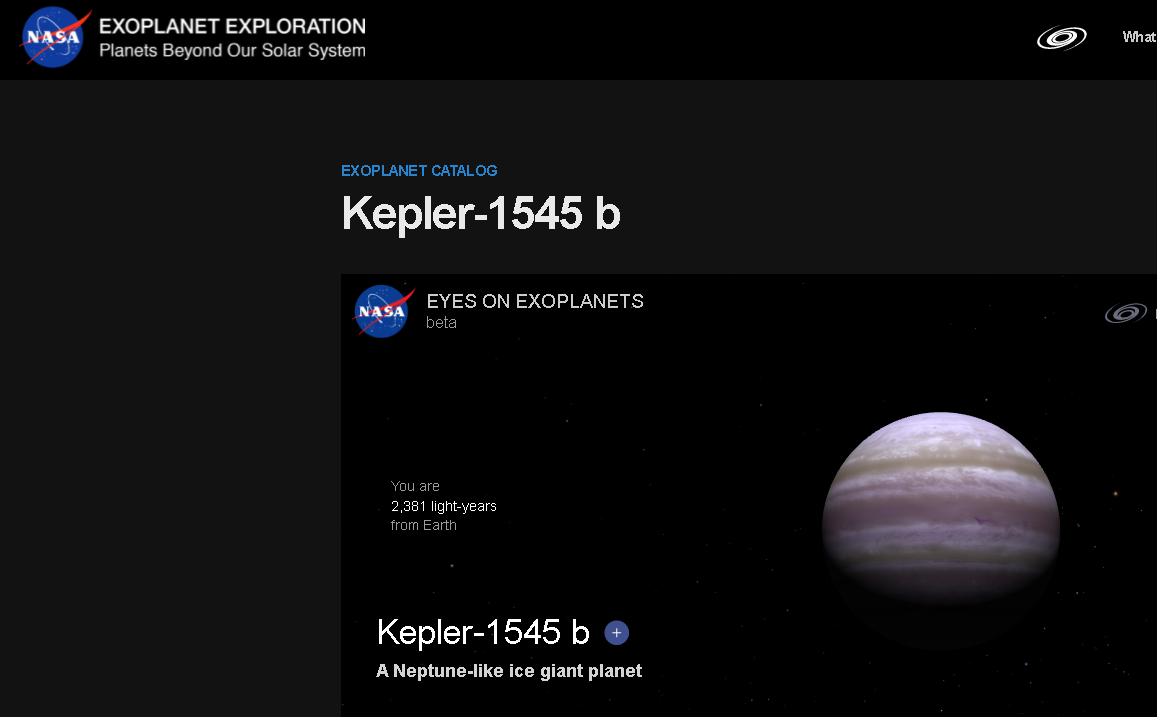 NASA
EXOPLANET EXPLORATION
Planets Beyond Our Solar System
What
EXOPLANET CATALOG
Kepler-1545 b
NASA
EYES ON EXOPLANETS
beta
You are
2,381 light-years
from Earth
Kepler-1545 b +
A Neptune-like ice giant planet